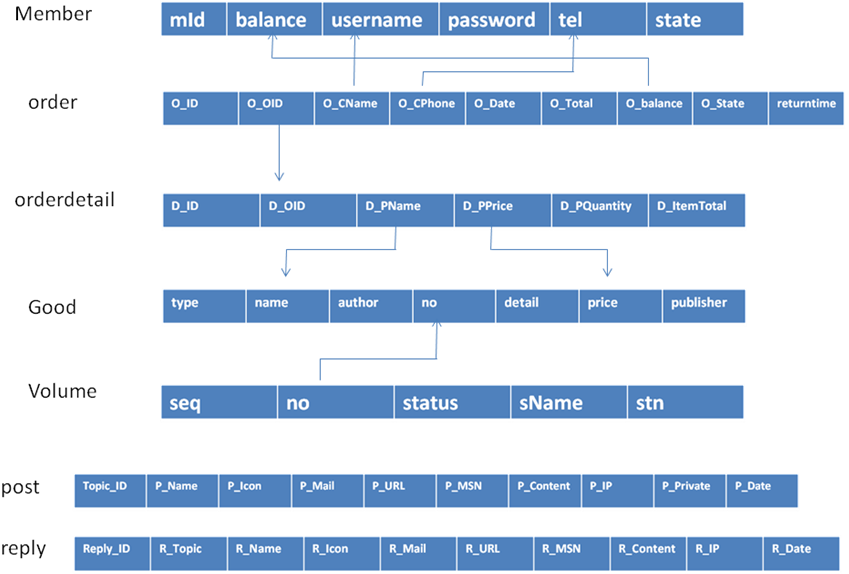 Member
mId balance username password tel state
order
O_ID O_OID O_CName O_CPhone O_Date O_Total O_balance O_State returntime
orderdetail
D_ID D_OID D_PName D_PPrice D_PQuantity D_ItemTotal
Good
type name author no detail price publisher
Volume
seq no status sName stn
post
Topic_ID P_Name P_Icon P_Mail P_URL P_MSN P_Content P_IP P_Private P_Date
reply
Reply_ID R_Topic R_Name R_Icon R_Mail R_URL R_MSN R_Content R_IP R_Date